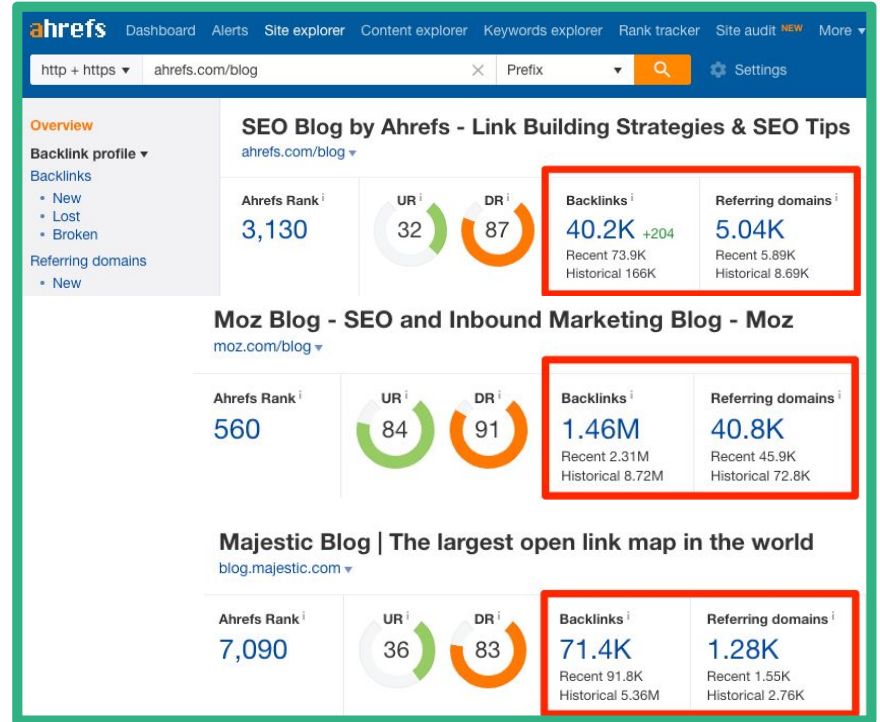 ahrefs Dashboard Alerts Site explorer Content explorer Keywords explorer Rank tracker Site audit NEW More ▾
http + https ▾ ahrefs.com/blog × Prefix ▾ Settings
Overview
Backlink profile ▾
Backlinks
• New
• Lost
• Broken
Referring domains
• New
SEO Blog by Ahrefs - Link Building Strategies & SEO Tips
ahrefs.com/blog ▾
Ahrefs Rank i UR i DR i Backlinks i Referring domains i
3,130 32 87 40.2K +204 5.04K
Recent 73.9K Recent 5.89K
Historical 166K Historical 8.69K
Moz Blog - SEO and Inbound Marketing Blog - Moz
moz.com/blog ▾
Ahrefs Rank i UR i DR i Backlinks i Referring domains i
560 84 91 1.46M 40.8K
Recent 2.31M Recent 45.9K
Historical 8.72M Historical 72.8K
Majestic Blog | The largest open link map in the world
blog.majestic.com ▾
Ahrefs Rank i UR i DR i Backlinks i Referring domains i
7,090 36 83 71.4K 1.28K
Recent 91.8K Recent 1.55K
Historical 5.36M Historical 2.76K